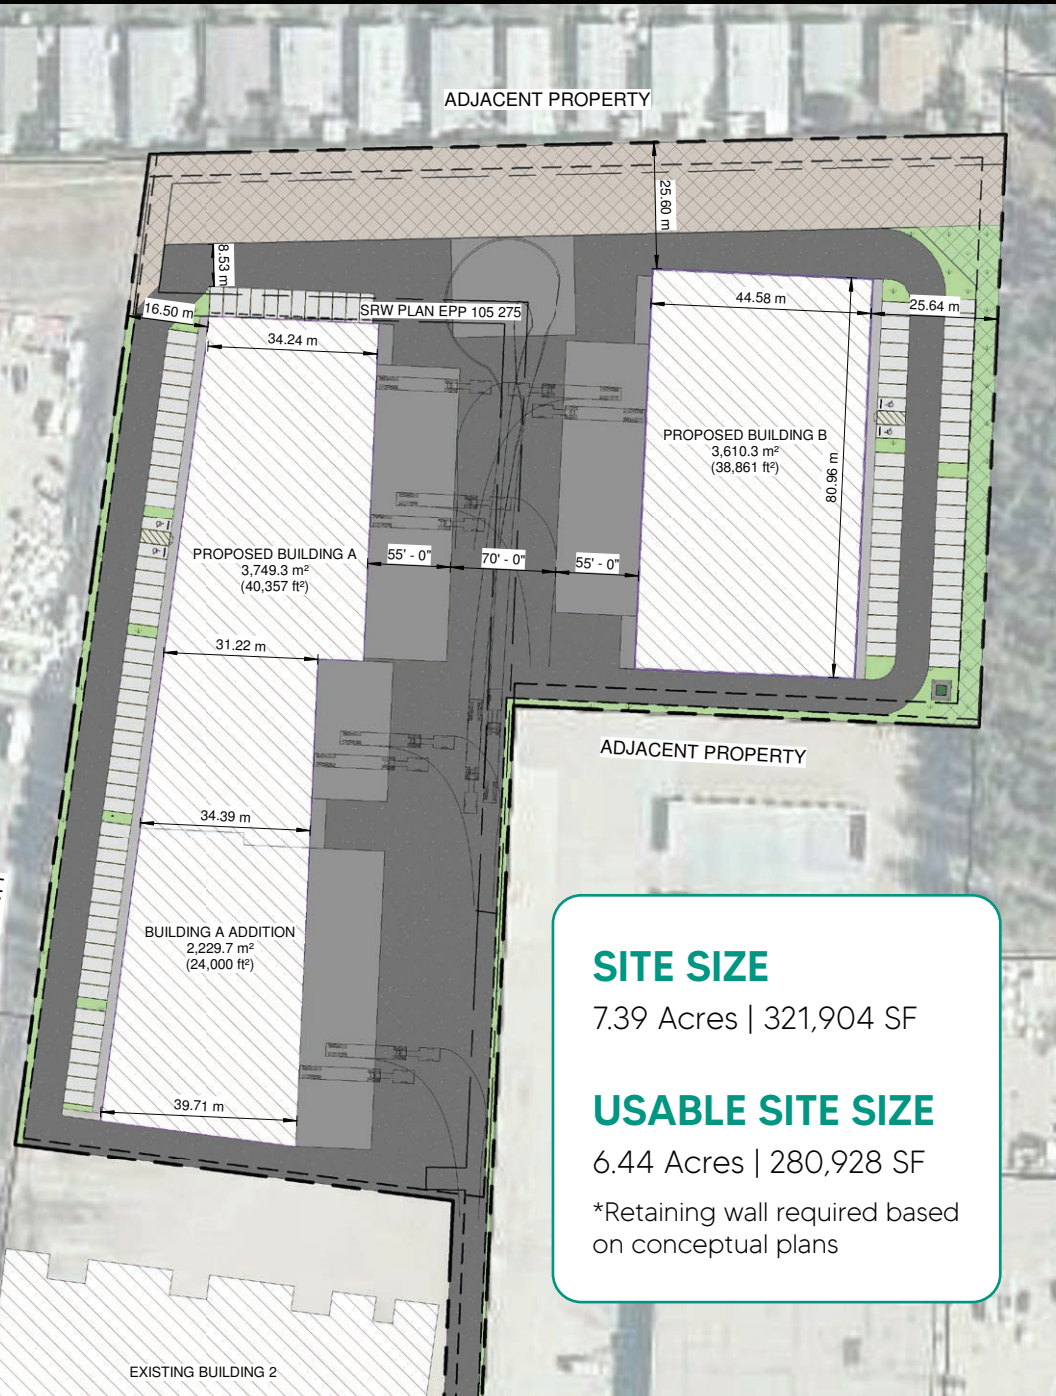 ADJACENT PROPERTY
25.60 m
8.53 m
16.50 m
SRW PLAN EPP 105 275
44.58 m
25.64 m
34.24 m
PROPOSED BUILDING B
3,610.3 m²
(38,861 ft²)
80.96 m
PROPOSED BUILDING A
3,749.3 m²
(40,357 ft²)
55' - 0"
70' - 0"
55' - 0"
31.22 m
ADJACENT PROPERTY
34.39 m
BUILDING A ADDITION
2,229.7 m²
(24,000 ft²)
39.71 m
SITE SIZE
7.39 Acres | 321,904 SF
USABLE SITE SIZE
6.44 Acres | 280,928 SF
*Retaining wall required based
on conceptual plans
EXISTING BUILDING 2